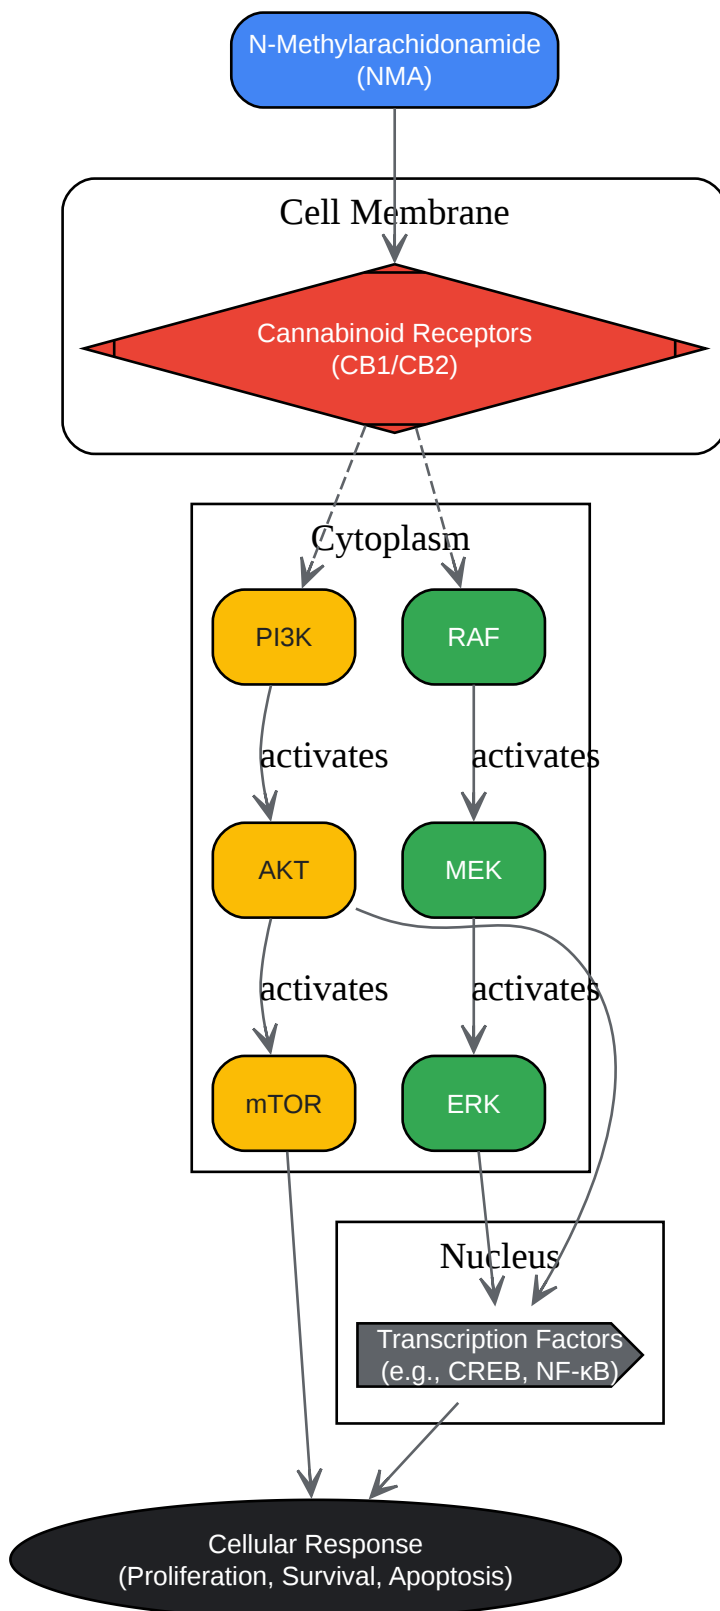 N-Methylarachidonamide
(NMA)
Cell Membrane
Cannabinoid Receptors
(CB1/CB2)
Cytoplasm
PI3K
RAF
activates
activates
AKT
MEK
activates
activates
mTOR
ERK
Nucleus
Transcription Factors
(e.g., CREB, NF-κB)
Cellular Response
(Proliferation, Survival, Apoptosis)